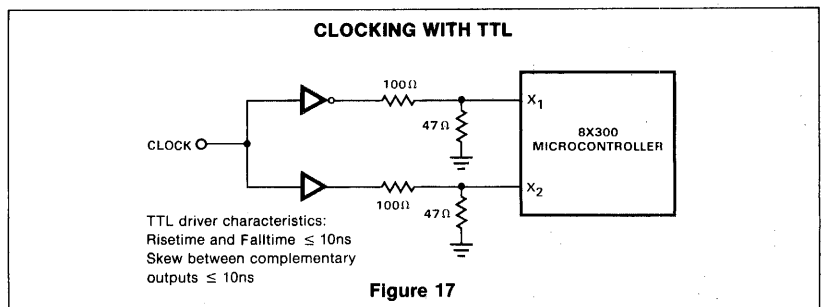 CLOCKING WITH TTL
100Ω
X1
47Ω
8X300
MICROCONTROLLER
CLOCK
X2
100Ω
47Ω
TTL driver characteristics:
Risetime and Falltime ≤ 10ns
Skew between complementary
outputs ≤ 10ns
Figure 17